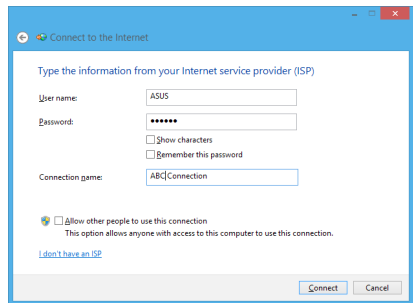 Connect to the Internet
Type the information from your Internet service provider (ISP)
User name: ASUS
Password: ••••••
Show characters
Remember this password
Connection name: ABC Connection
Allow other people to use this connection
This option allows anyone with access to this computer to use this connection.
I don't have an ISP
Connect Cancel